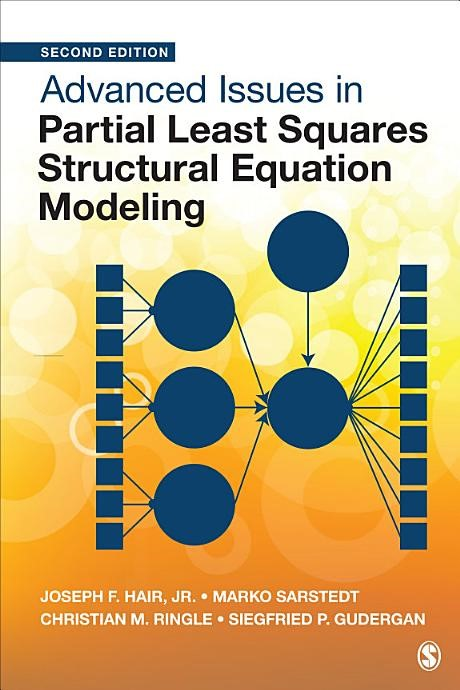 SECOND EDITION
Advanced Issues in
Partial Least Squares
Structural Equation
Modeling
JOSEPH F. HAIR, JR. • MARKO SARSTEDT
CHRISTIAN M. RINGLE • SIEGFRIED P. GUDERGAN
S